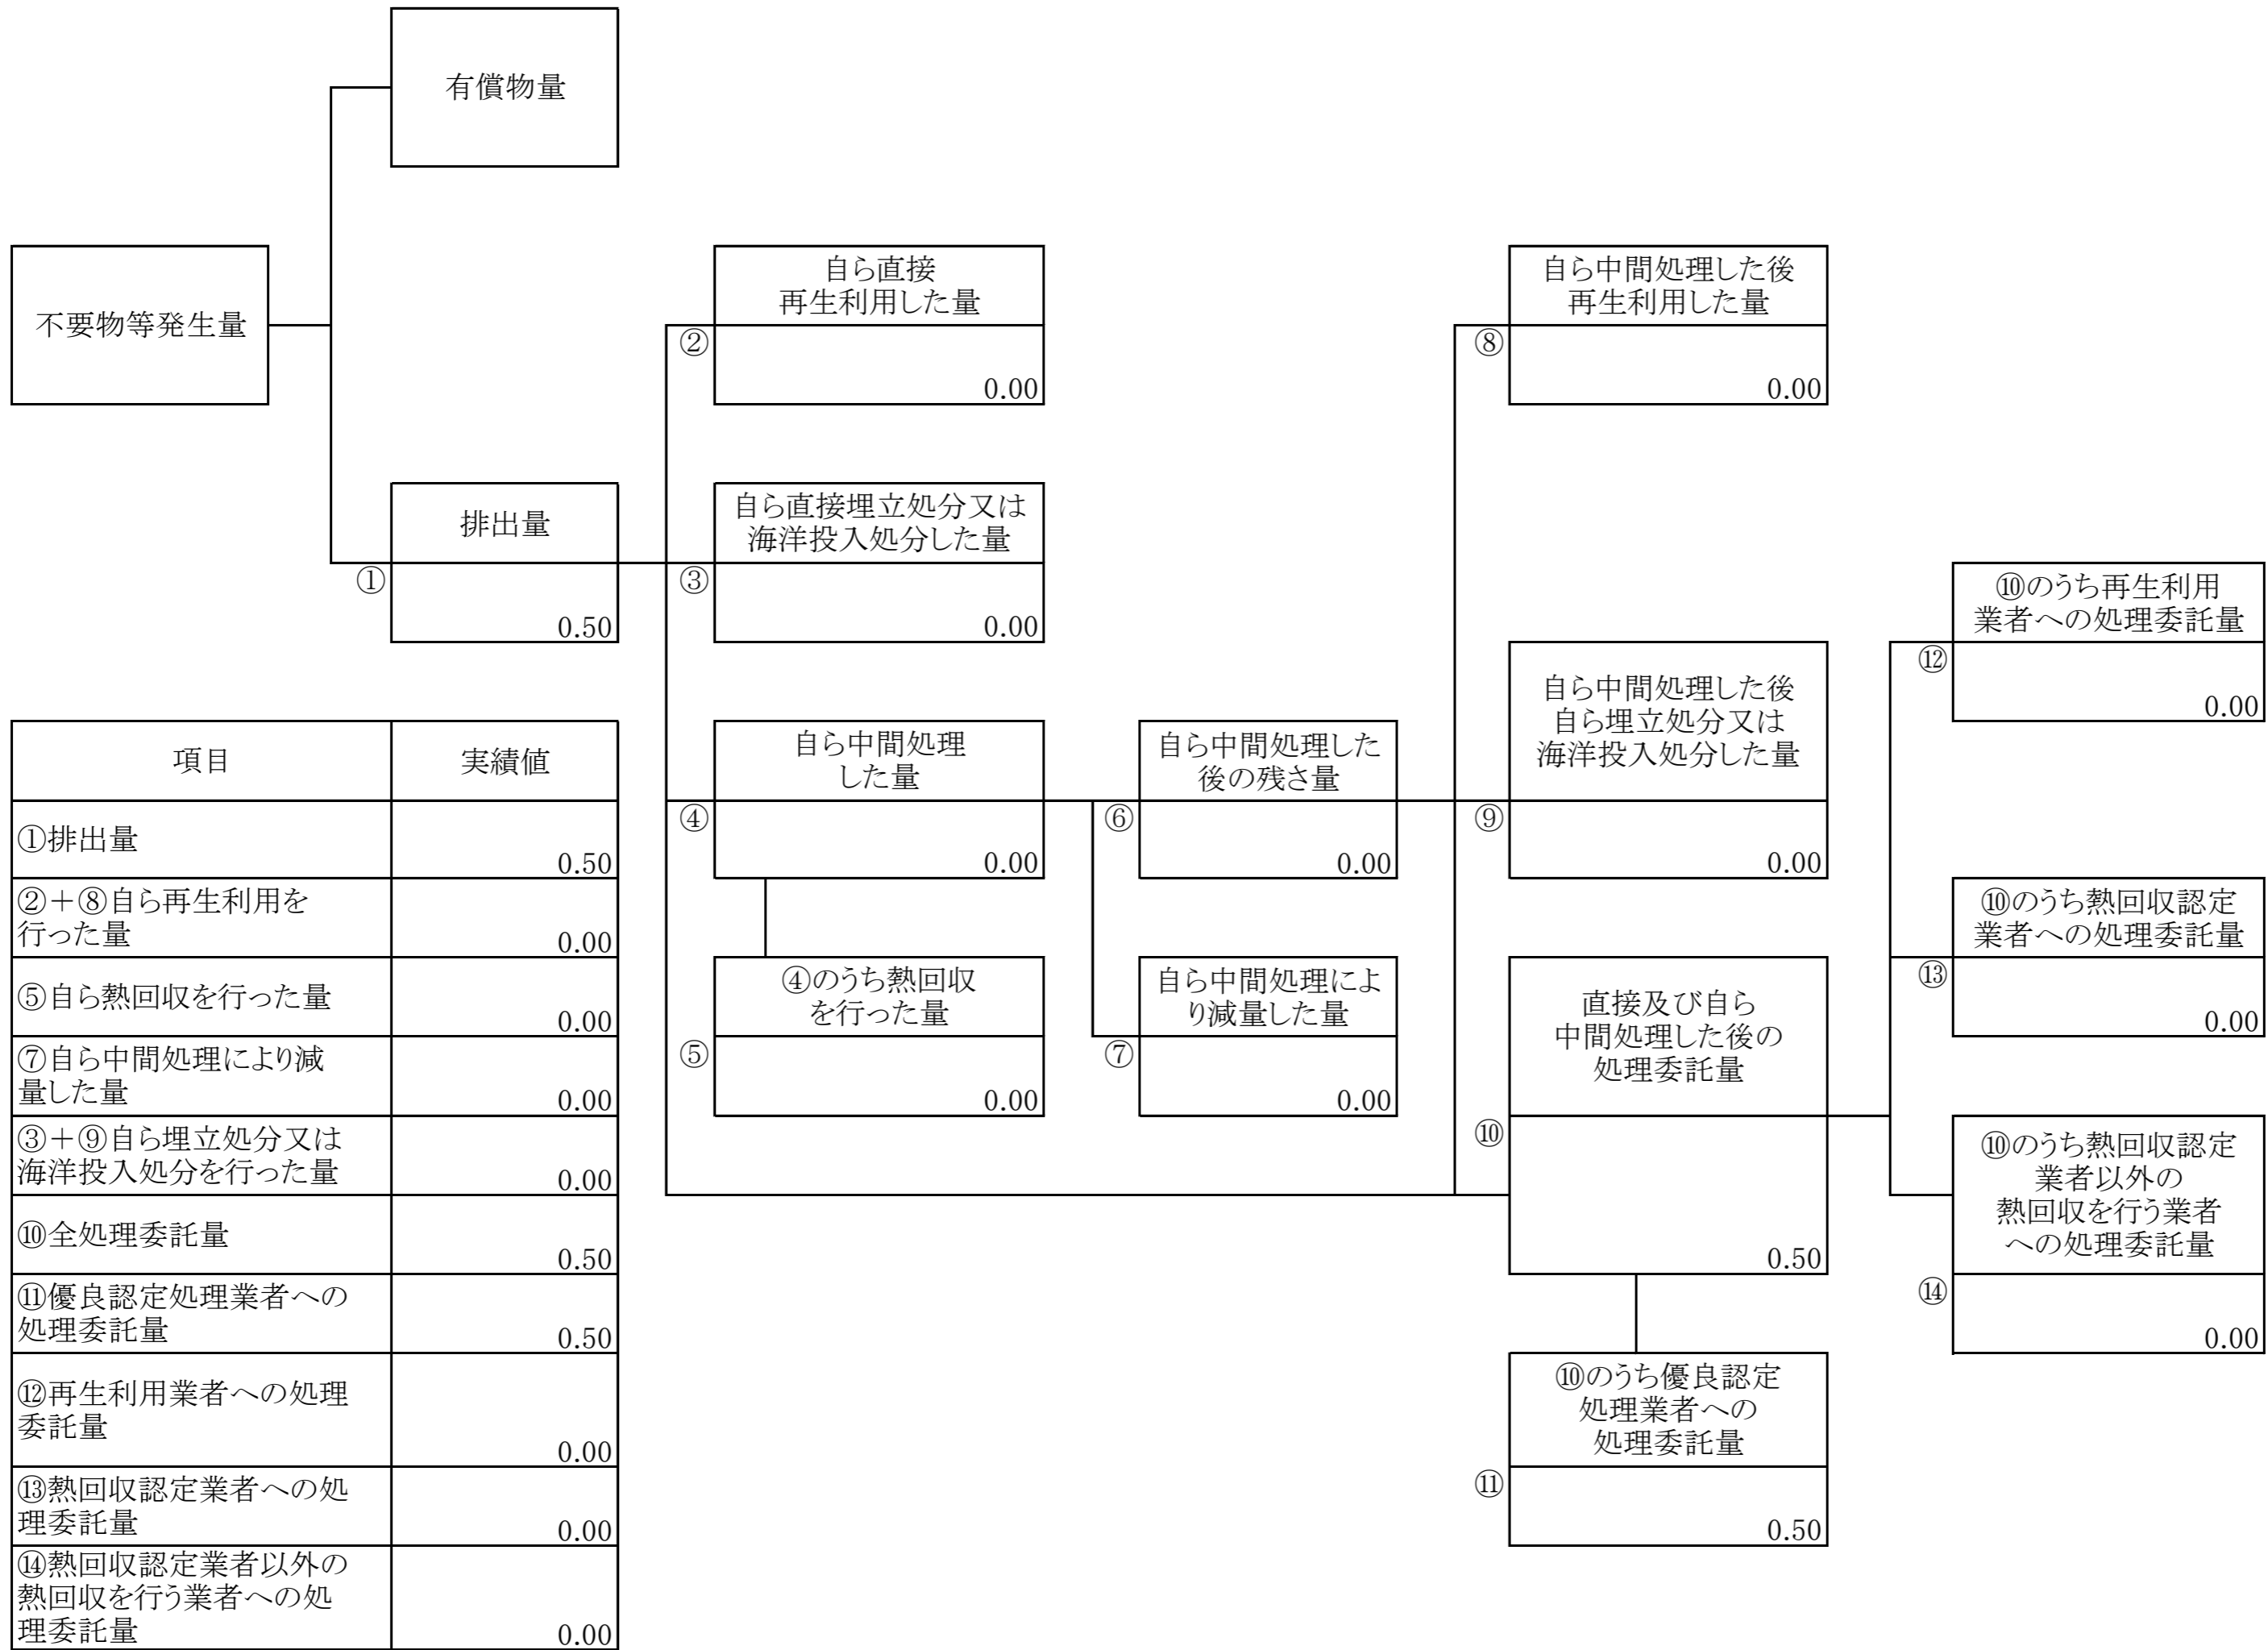 有償物量
不要物等発生量
自ら直接
再生利用した量
②
0.00
自ら中間処理した後
再生利用した量
⑧
0.00
排出量
①
0.50
自ら直接埋立処分又は
海洋投入処分した量
③
0.00
⑩のうち再生利用
業者への処理委託量
⑫
0.00
自ら中間処理
した量
④
0.00
自ら中間処理した
後の残さ量
⑥
0.00
自ら中間処理した後
自ら埋立処分又は
海洋投入処分した量
⑨
0.00
⑩のうち熱回収認定
業者への処理委託量
⑬
0.00
④のうち熱回収
を行った量
⑤
0.00
自ら中間処理によ
り減量した量
⑦
0.00
直接及び自ら
中間処理した後の
処理委託量
⑩
0.50
⑩のうち熱回収認定
業者以外の
熱回収を行う業者
への処理委託量
⑭
0.00
⑩のうち優良認定
処理業者への
処理委託量
⑪
0.50
項目 実績値
①排出量
0.50
②＋⑧自ら再生利用を
行った量
0.00
⑤自ら熱回収を行った量
0.00
⑦自ら中間処理により減
量した量
0.00
③＋⑨自ら埋立処分又は
海洋投入処分を行った量
0.00
⑩全処理委託量
0.50
⑪優良認定処理業者への
処理委託量
0.50
⑫再生利用業者への処理
委託量
0.00
⑬熱回収認定業者への処
理委託量
0.00
⑭熱回収認定業者以外の
熱回収を行う業者への処
理委託量
0.00